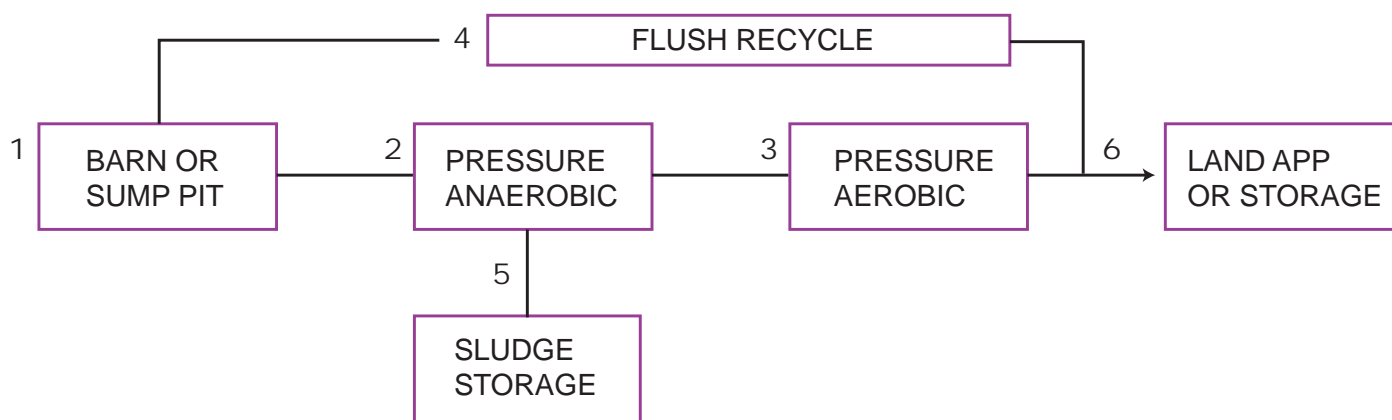 4
FLUSH RECYCLE
1
BARN OR
SUMP PIT
2
PRESSURE
ANAEROBIC
3
PRESSURE
AEROBIC
6
LAND APP
OR STORAGE
5
SLUDGE
STORAGE